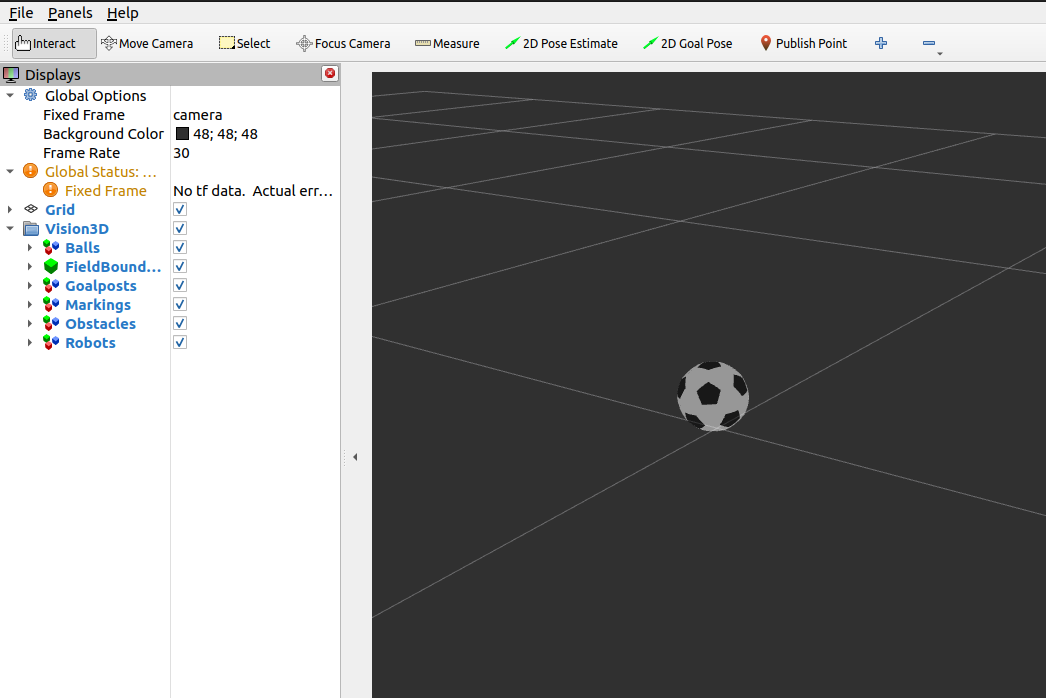 File Panels Help
Interact Move Camera Select Focus Camera Measure 2D Pose Estimate 2D Goal Pose Publish Point
Displays
Global Options
Fixed Frame camera
Background Color 48; 48; 48
Frame Rate 30
Global Status: ...
Fixed Frame No tf data. Actual err...
Grid
Vision3D
Balls
FieldBound...
Goalposts
Markings
Obstacles
Robots